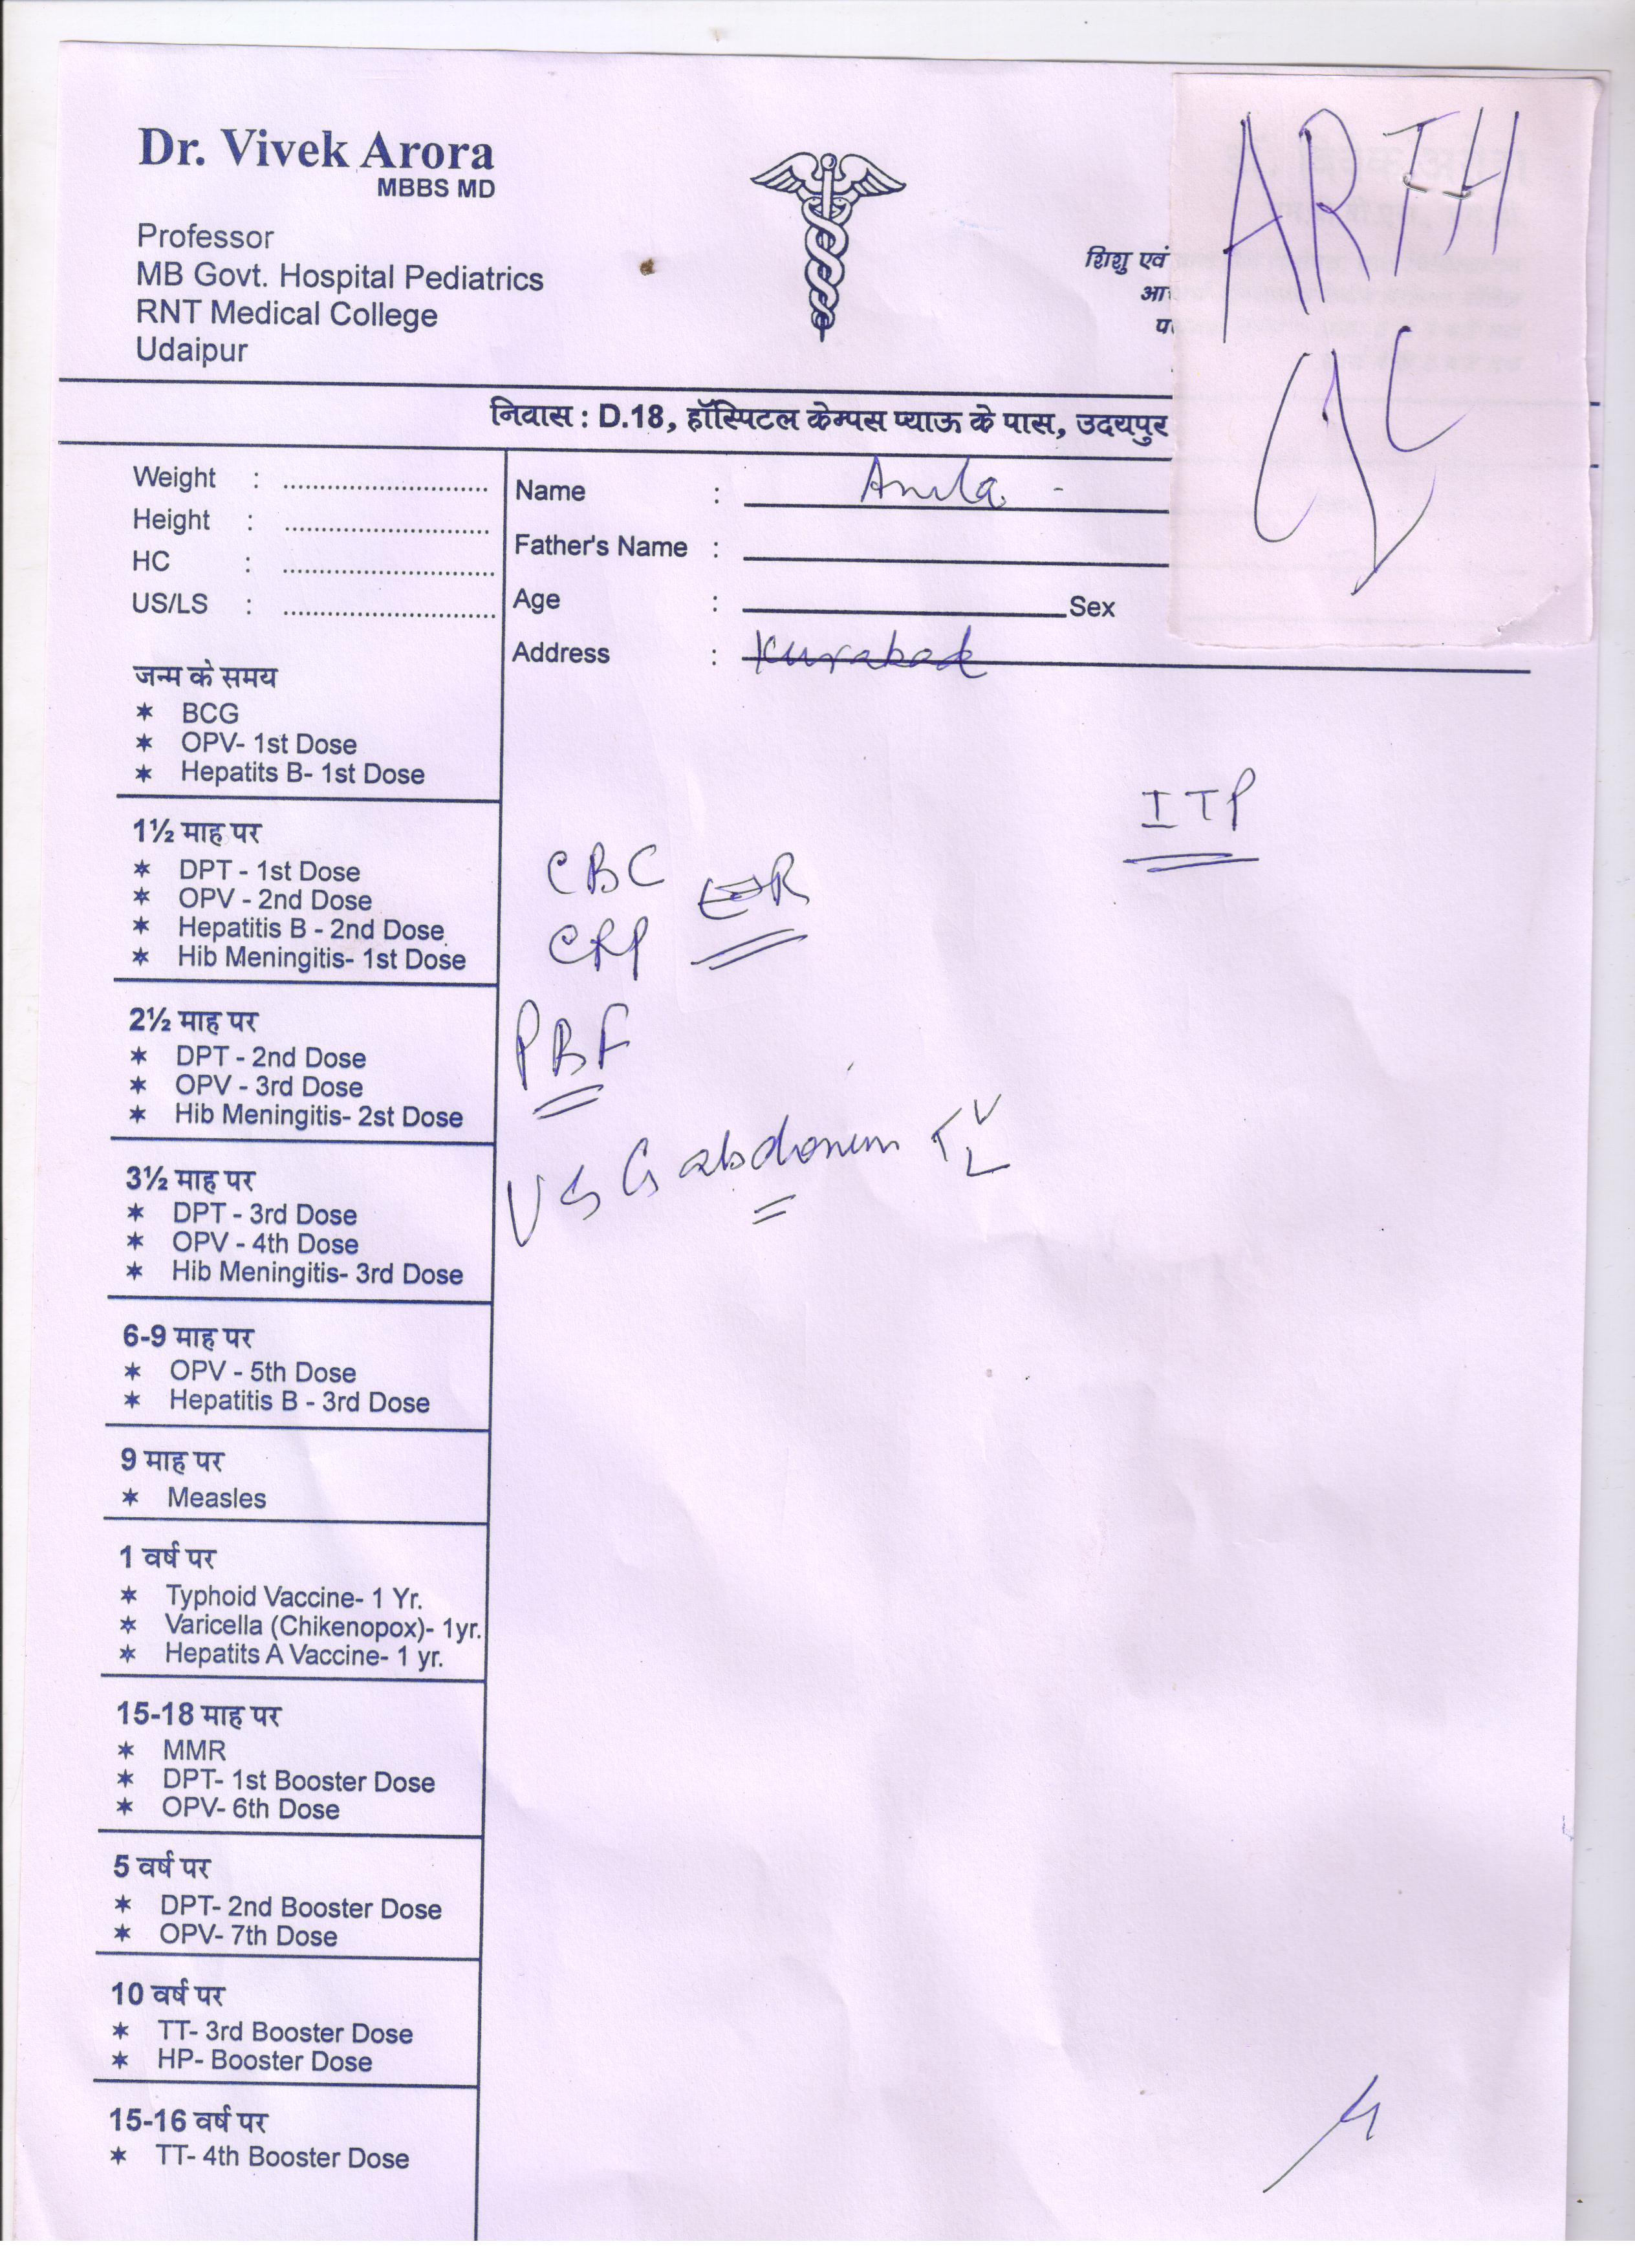 Dr. Vivek Arora
MBBS MD
Professor
MB Govt. Hospital Pediatrics
RNT Medical College
Udaipur
शिशु एवं
ARTH
निवास : D.18, हॉस्पिटल केम्पस प्याऊ के पास, उदयपुर
Weight :
Height :
HC :
US/LS :
Name : Anita
Father's Name :
Age : Sex
Address : Kurabad
जन्म के समय
BCG
OPV- 1st Dose
Hepatits B- 1st Dose
1½ माह पर
DPT - 1st Dose
OPV - 2nd Dose
Hepatitis B - 2nd Dose
Hib Meningitis- 1st Dose
2½ माह पर
DPT - 2nd Dose
OPV - 3rd Dose
Hib Meningitis- 2st Dose
3½ माह पर
DPT - 3rd Dose
OPV - 4th Dose
Hib Meningitis- 3rd Dose
6-9 माह पर
OPV - 5th Dose
Hepatitis B - 3rd Dose
9 माह पर
Measles
1 वर्ष पर
Typhoid Vaccine- 1 Yr.
Varicella (Chikenopox)- 1yr.
Hepatits A Vaccine- 1 yr.
15-18 माह पर
MMR
DPT- 1st Booster Dose
OPV- 6th Dose
5 वर्ष पर
DPT- 2nd Booster Dose
OPV- 7th Dose
10 वर्ष पर
TT- 3rd Booster Dose
HP- Booster Dose
15-16 वर्ष पर
TT- 4th Booster Dose
ITP
CBC ESR
CRP
PBF
USG abdomen